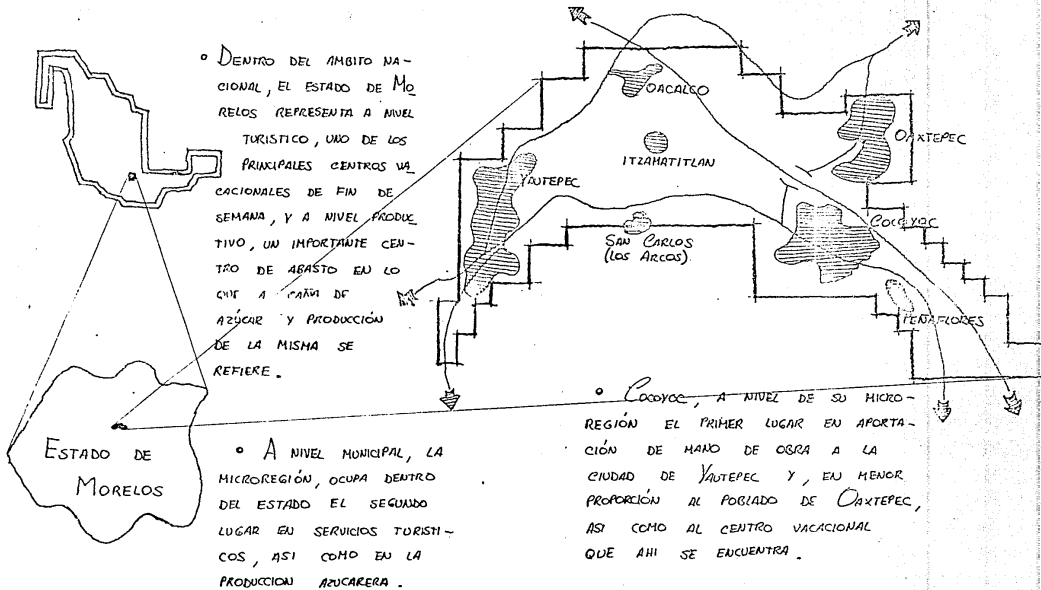 • DENTRO DEL AMBITO NA-
CIONAL, EL ESTADO DE MO
RELOS REPRESENTA A NIVEL
TURISTICO, UNO DE LOS
PRINCIPALES CENTROS VA
CACIONALES DE FIN DE
SEMANA, Y A NIVEL PRODUC
TIVO, UN IMPORTANTE CEN-
TRO DE ABASTO EN LO
QUE A CAÑA DE
AZÚCAR Y PRODUCCIÓN
DE LA MISMA SE
REFIERE.
ESTADO DE
MORELOS
• A NIVEL MUNICIPAL, LA
MICROREGIÓN, OCUPA DENTRO
DEL ESTADO EL SEGUNDO
LUGAR EN SERVICIOS TURISTI-
COS, ASI COMO EN LA
PRODUCCION AZUCARERA.
OACALCO
OAXTEPEC
ITZAMATITLAN
YAUTEPEC
COCOYOC
SAN CARLOS
(LOS ARCOS)
PEÑAFLORES
• COCOYOC, A NIVEL DE SU MICRO-
REGIÓN EL PRIMER LUGAR EN APORTA-
CIÓN DE MANO DE OBRA A LA
CIUDAD DE YAUTEPEC Y, EN MENOR
PROPORCIÓN AL POBLADO DE OAXTEPEC,
ASI COMO AL CENTRO VACACIONAL
QUE AHI SE ENCUENTRA.